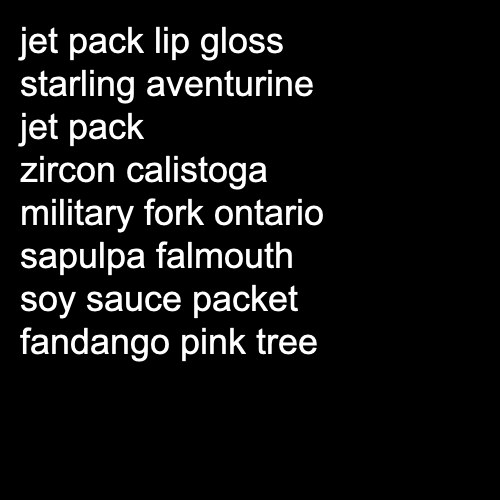 jet pack lip gloss
starling aventurine
jet pack
zircon calistoga
military fork ontario
sapulpa falmouth
soy sauce packet
fandango pink tree